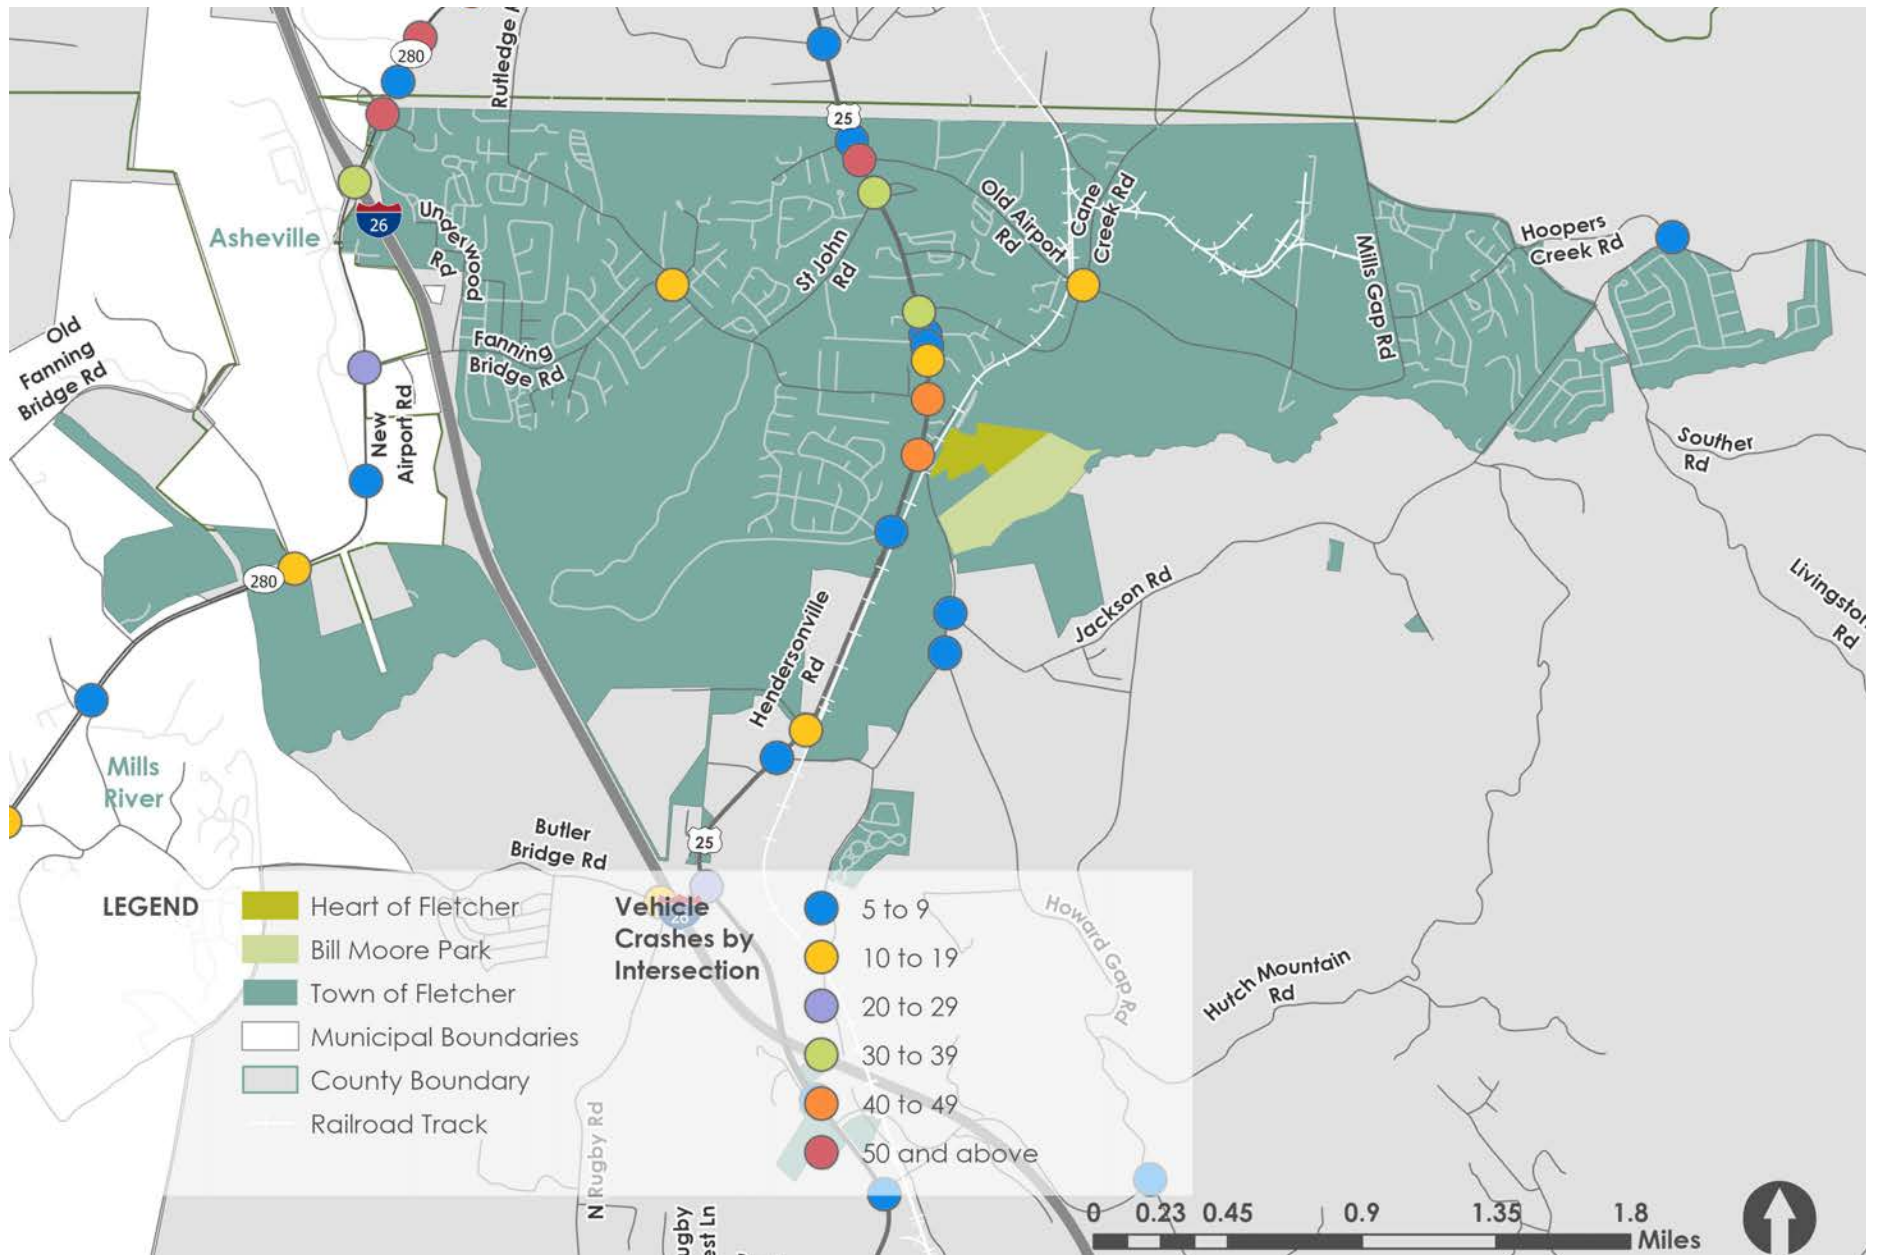 280
Rutledge
25
Asheville
26
Underwood
Rd
Old Airport
Rd
Cane
Creek Rd
St John
Rd
Mills Gap Rd
Hoopers
Creek Rd
Old
Fanning
Bridge Rd
Fanning
Bridge Rd
New
Airport Rd
Souther
Rd
280
Jackson Rd
Livingston
Rd
Hendersonville
Rd
Mills
River
Butler
Bridge Rd
25
26
LEGEND
Heart of Fletcher
Bill Moore Park
Town of Fletcher
Municipal Boundaries
County Boundary
Railroad Track
Vehicle
Crashes by
Intersection
5 to 9
10 to 19
20 to 29
30 to 39
40 to 49
50 and above
Howard Gap Rd
Hutch Mountain
Rd
N Rugby Rd
ugby
est Ln
0 0.23 0.45 0.9 1.35 1.8
Miles